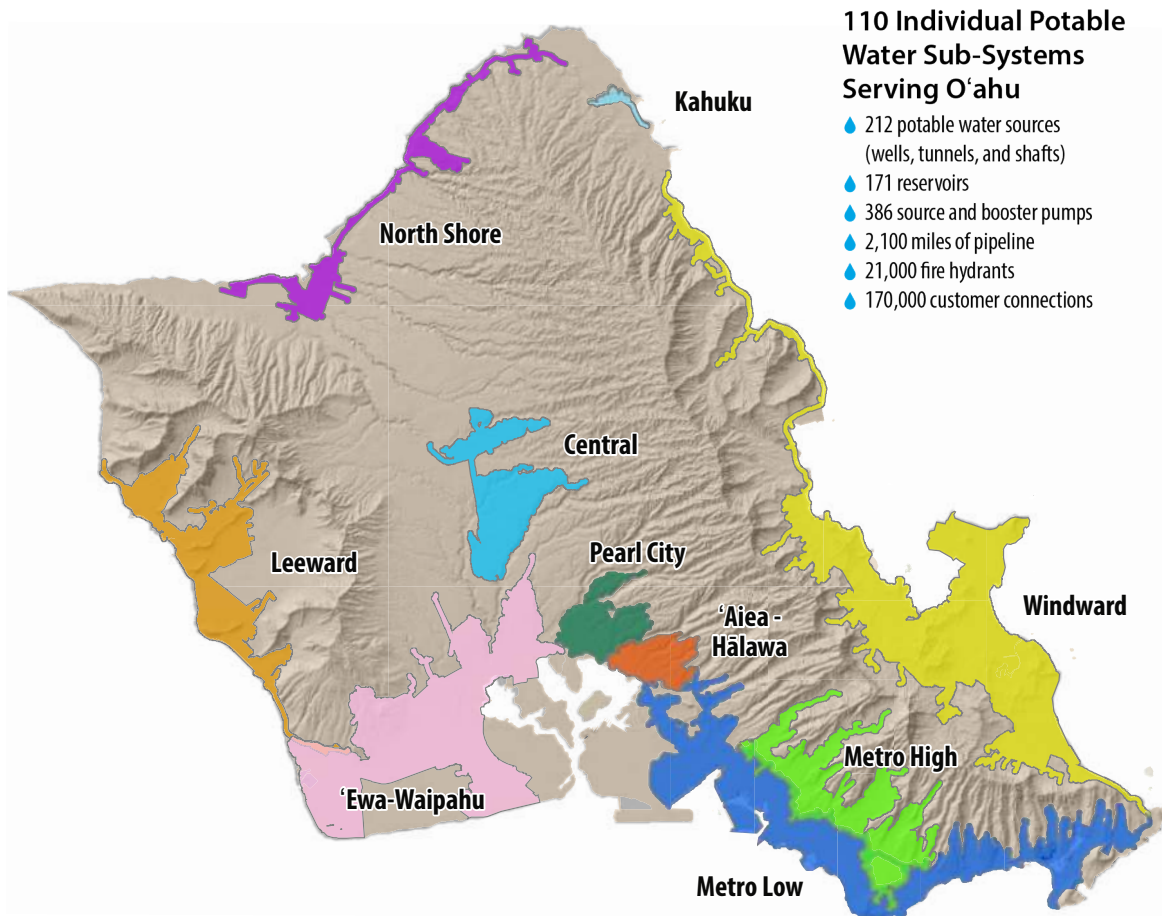 110 Individual Potable
Water Sub-Systems
Serving Oʻahu
212 potable water sources
(wells, tunnels, and shafts)
171 reservoirs
386 source and booster pumps
2,100 miles of pipeline
21,000 fire hydrants
170,000 customer connections
Kahuku
North Shore
Central
Pearl City
Leeward
ʻAiea -
Hālawa
Windward
Metro High
ʻEwa-Waipahu
Metro Low